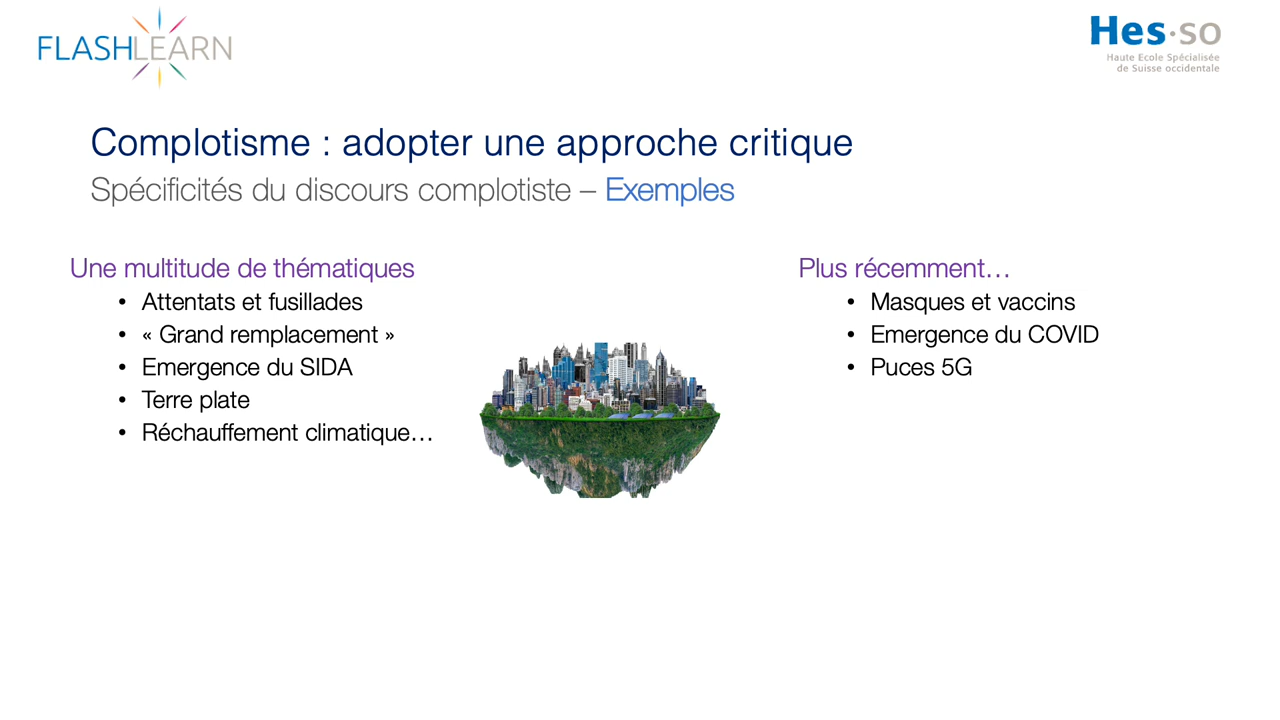 FLASHLEARN
Hes·so
Haute Ecole Spécialisée
de Suisse occidentale
Complotisme : adopter une approche critique
Spécificités du discours complotiste – Exemples
Une multitude de thématiques
• Attentats et fusillades
• « Grand remplacement »
• Emergence du SIDA
• Terre plate
• Réchauffement climatique…
Plus récemment…
• Masques et vaccins
• Emergence du COVID
• Puces 5G